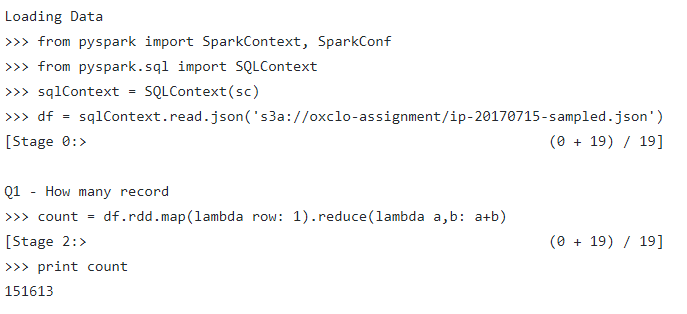 Loading Data
>>> from pyspark import SparkContext, SparkConf
>>> from pyspark.sql import SQLContext
>>> sqlContext = SQLContext(sc)
>>> df = sqlContext.read.json('s3a://oxclo-assignment/ip-20170715-sampled.json')
[Stage 0:> (0 + 19) / 19]
Q1 - How many record
>>> count = df.rdd.map(lambda row: 1).reduce(lambda a,b: a+b)
[Stage 2:> (0 + 19) / 19]
>>> print count
151613